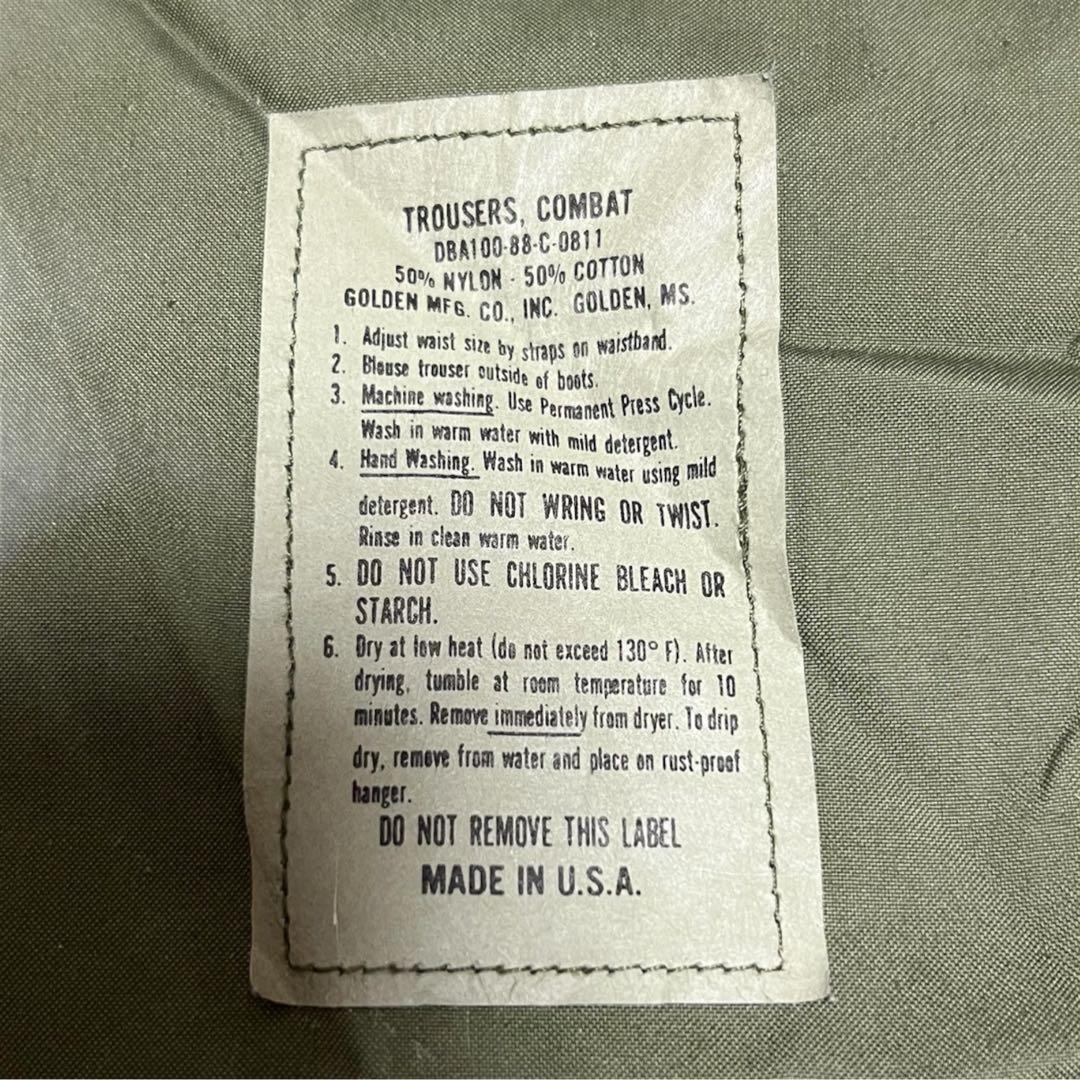 TROUSERS, COMBAT
DBA100-88-C-0811
50% NYLON - 50% COTTON
GOLDEN MFG. CO., INC. GOLDEN, MS.
1. Adjust waist size by straps on waistband.
2. Blouse trouser outside of boots.
3. Machine washing. Use Permanent Press Cycle.
Wash in warm water with mild detergent.
4. Hand Washing. Wash in warm water using mild
detergent. DO NOT WRING OR TWIST.
Rinse in clean warm water.
5. DO NOT USE CHLORINE BLEACH OR
STARCH.
6. Dry at low heat (do not exceed 130° F). After
drying, tumble at room temperature for 10
minutes. Remove immediately from dryer. To drip
dry, remove from water and place on rust-proof
hanger.
DO NOT REMOVE THIS LABEL
MADE IN U.S.A.